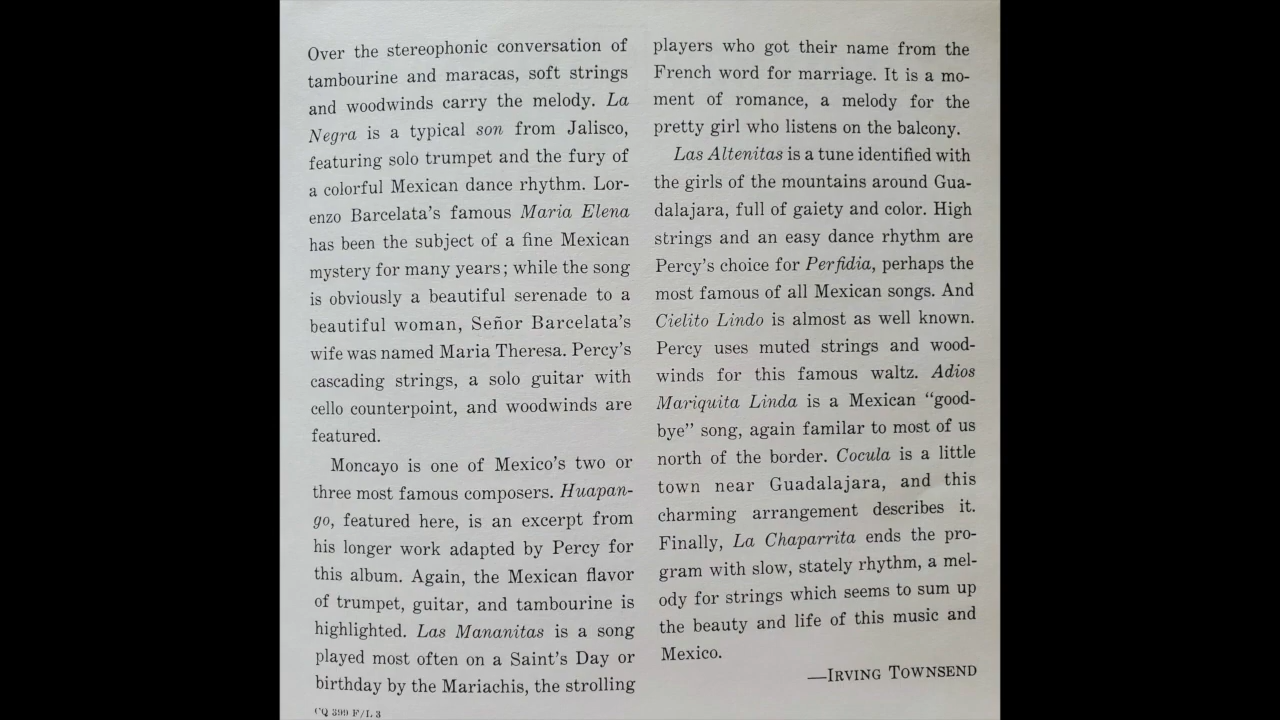 Over the stereophonic conversation of
tambourine and maracas, soft strings
and woodwinds carry the melody. La
Negra is a typical son from Jalisco,
featuring solo trumpet and the fury of
a colorful Mexican dance rhythm. Lor-
enzo Barcelata's famous Maria Elena
has been the subject of a fine Mexican
mystery for many years; while the song
is obviously a beautiful serenade to a
beautiful woman, Señor Barcelata's
wife was named Maria Theresa. Percy's
cascading strings, a solo guitar with
cello counterpoint, and woodwinds are
featured.
Moncayo is one of Mexico's two or
three most famous composers. Huapan-
go, featured here, is an excerpt from
his longer work adapted by Percy for
this album. Again, the Mexican flavor
of trumpet, guitar, and tambourine is
highlighted. Las Mananitas is a song
played most often on a Saint's Day or
birthday by the Mariachis, the strolling
CQ 399 F/L 3
players who got their name from the
French word for marriage. It is a mo-
ment of romance, a melody for the
pretty girl who listens on the balcony.
Las Altenitas is a tune identified with
the girls of the mountains around Gua-
dalajara, full of gaiety and color. High
strings and an easy dance rhythm are
Percy's choice for Perfidia, perhaps the
most famous of all Mexican songs. And
Cielito Lindo is almost as well known.
Percy uses muted strings and wood-
winds for this famous waltz. Adios
Mariquita Linda is a Mexican “good-
bye” song, again familar to most of us
north of the border. Cocula is a little
town near Guadalajara, and this
charming arrangement describes it.
Finally, La Chaparrita ends the pro-
gram with slow, stately rhythm, a mel-
ody for strings which seems to sum up
the beauty and life of this music and
Mexico.
—IRVING TOWNSEND